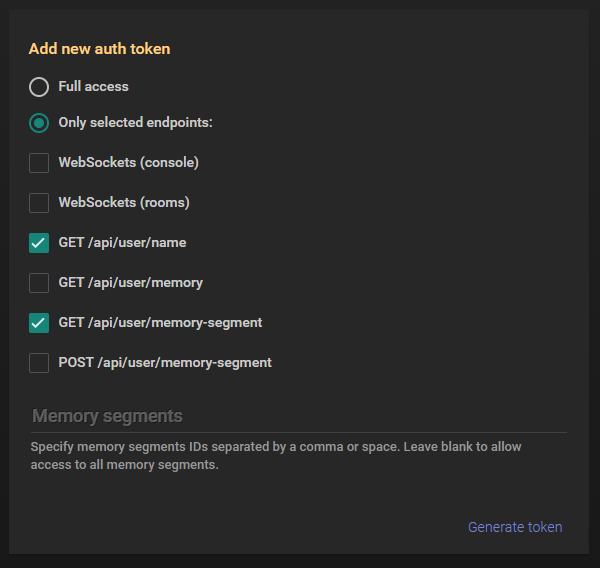 Add new auth token
Full access
Only selected endpoints:
WebSockets (console)
WebSockets (rooms)
GET /api/user/name
GET /api/user/memory
GET /api/user/memory-segment
POST /api/user/memory-segment
Memory segments
Specify memory segments IDs separated by a comma or space. Leave blank to allow
access to all memory segments.
Generate token